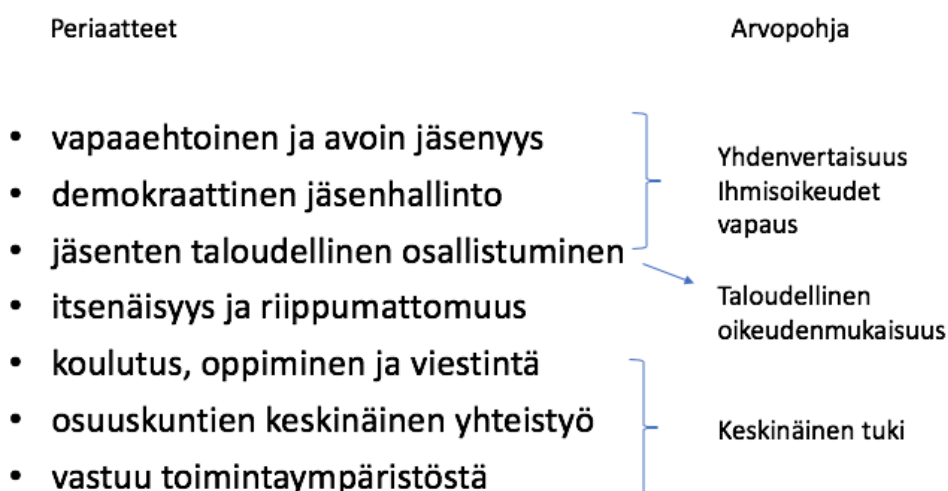 Periaatteet
Arvopohja
• vapaaehtoinen ja avoin jäsenyys
• demokraattinen jäsenhallinto
• jäsenten taloudellinen osallistuminen
• itsenäisyys ja riippumattomuus
• koulutus, oppiminen ja viestintä
• osuuskuntien keskinäinen yhteistyö
• vastuu toimintaympäristöstä
Yhdenvertaisuus
Ihmisoikeudet
vapaus
Taloudellinen
oikeudenmukaisuus
Keskinäinen tuki